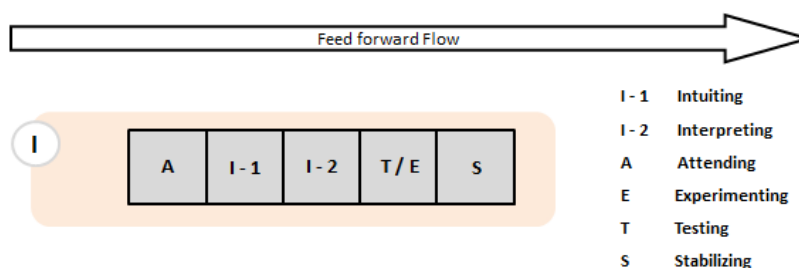 Feed forward Flow
I
A I - 1 I - 2 T / E S
I - 1 Intuiting
I - 2 Interpreting
A Attending
E Experimenting
T Testing
S Stabilizing